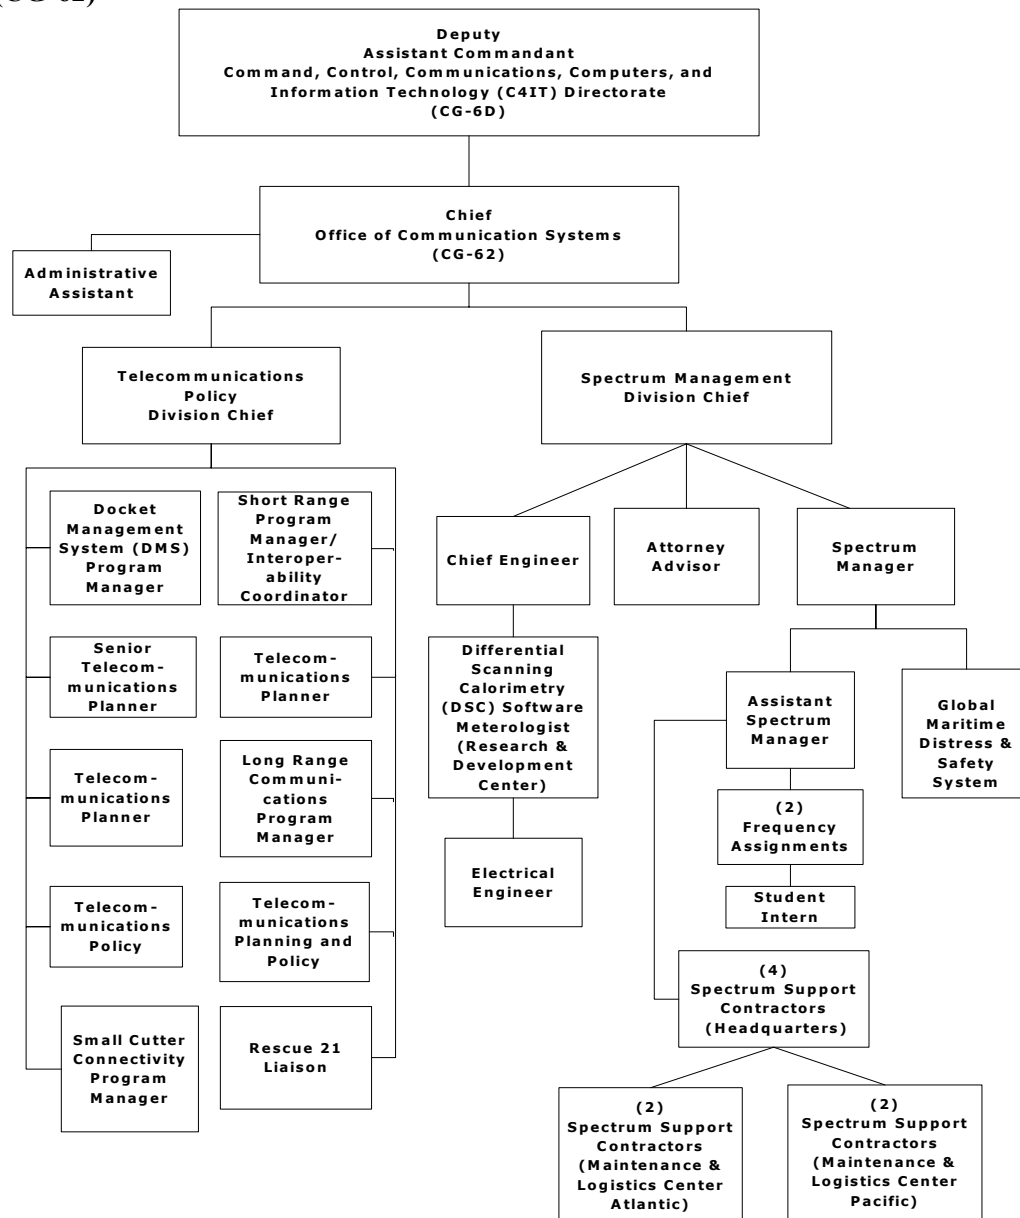 Deputy
Assistant Commandant
Command, Control, Communications, Computers, and
Information Technology (C4IT) Directorate
(CG-6D)
Chief
Office of Communication Systems
(CG-62)
Administrative
Assistant
Telecommunications
Policy
Division Chief
Spectrum Management
Division Chief
Docket
Management
System (DMS)
Program
Manager
Short Range
Program
Manager/
Interoper-
ability
Coordinator
Senior
Telecom-
munications
Planner
Telecom-
munications
Planner
Telecom-
munications
Planner
Long Range
Communi-
cations
Program
Manager
Telecom-
munications
Policy
Telecom-
munications
Planning and
Policy
Small Cutter
Connectivity
Program
Manager
Rescue 21
Liaison
Chief Engineer
Attorney
Advisor
Spectrum
Manager
Differential
Scanning
Calorimetry
(DSC) Software
Meterologist
(Research &
Development
Center)
Electrical
Engineer
Assistant
Spectrum
Manager
Global
Maritime
Distress &
Safety
System
(2)
Frequency
Assignments
Student
Intern
(4)
Spectrum Support
Contractors
(Headquarters)
(2)
Spectrum Support
Contractors
(Maintenance &
Logistics Center
Atlantic)
(2)
Spectrum Support
Contractors
(Maintenance &
Logistics Center
Pacific)